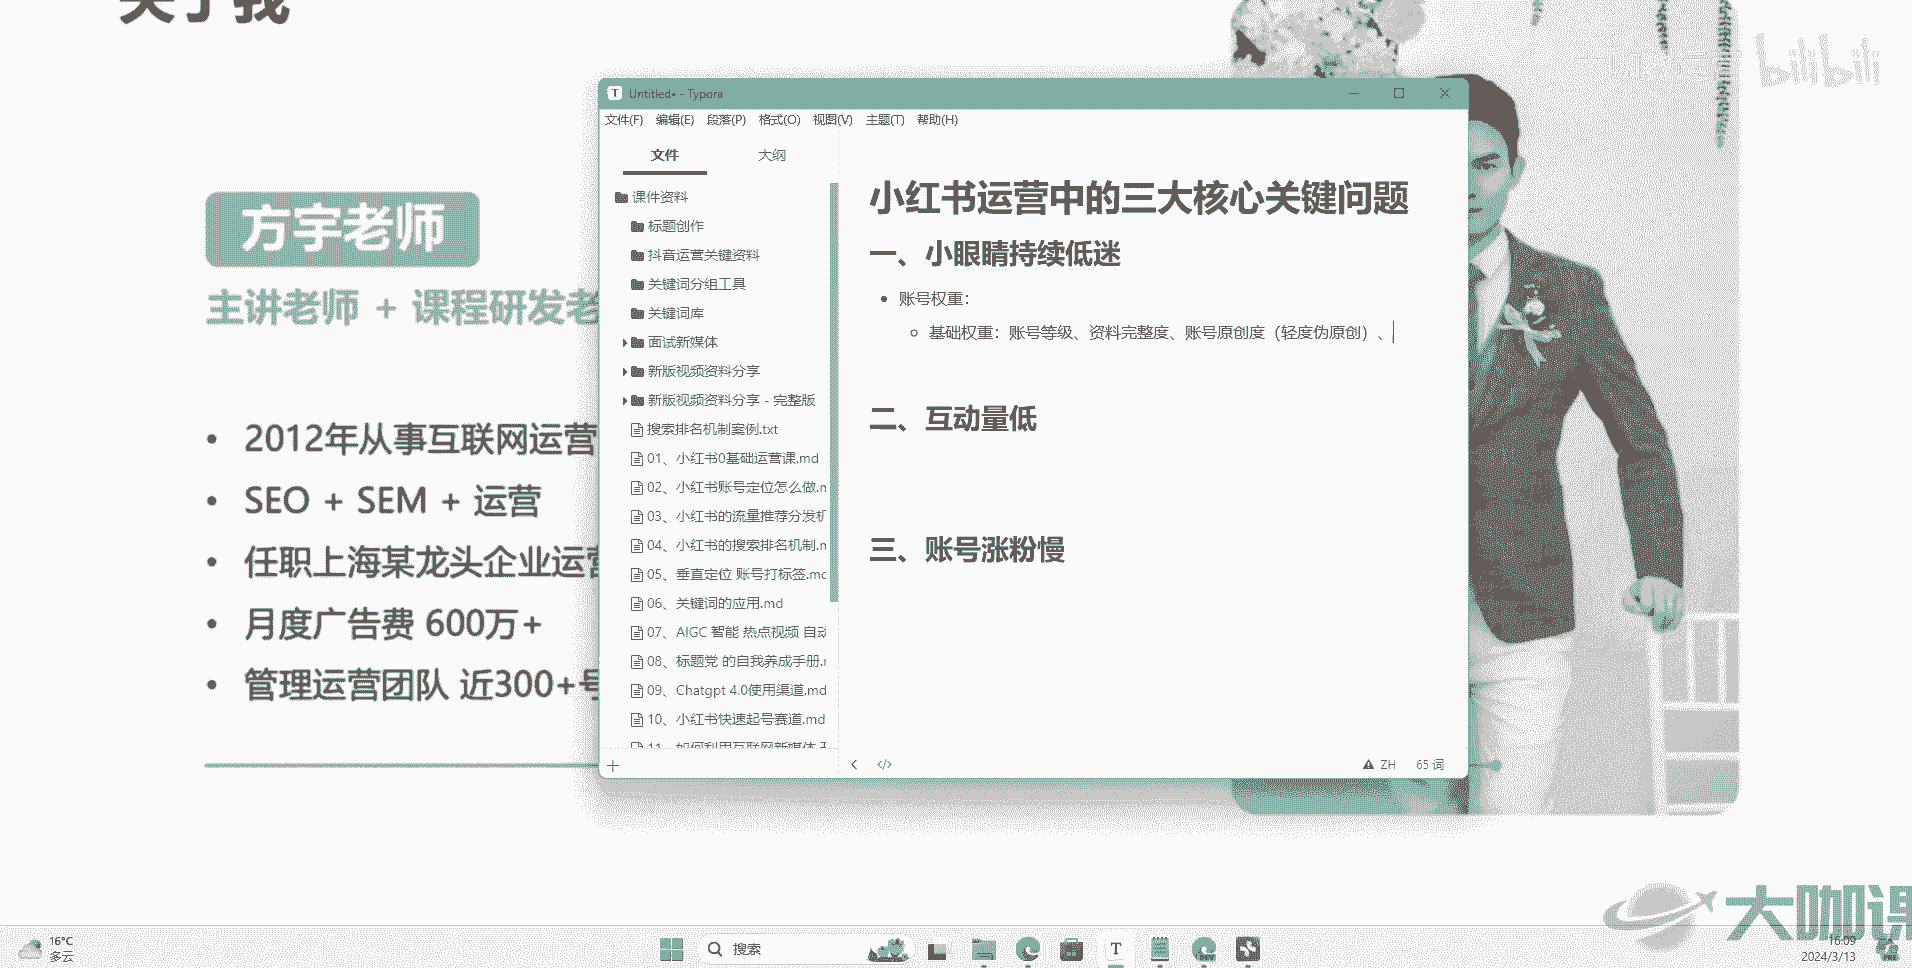 关于我
bilibili
方宇老师
主讲老师 + 课程研发老
2012年从事互联网运营
SEO + SEM + 运营
任职上海某龙头企业运营
月度广告费 600万+
管理运营团队 近300+号
Untitled• - Typora
文件(F) 编辑(E) 段落(P) 格式(O) 视图(V) 主题(T) 帮助(H)
文件 大纲
课件资料
标题创作
抖音运营关键资料
关键词分组工具
关键词库
面试新媒体
新版视频资料分享
新版视频资料分享 - 完整版
搜索排名机制案例.txt
01、小红书0基础运营课.md
02、小红书账号定位怎么做.m
03、小红书的流量推荐分发机
04、小红书的搜索排名机制.m
05、垂直定位 账号打标签.md
06、关键词的应用.md
07、AIGC 智能 热点视频 自动
08、标题党 的自我养成手册.m
09、Chatgpt 4.0使用渠道.md
10、小红书快速起号赛道.md
11、如何利用互联网新媒体
小红书运营中的三大核心关键问题
一、小眼睛持续低迷
账号权重：
基础权重：账号等级、资料完整度、账号原创度（轻度伪原创）、
二、互动量低
三、账号涨粉慢
ZH 65 词
大咖课
16°C
多云
搜索
T
DEV
16:09
2024/3/13
PRE